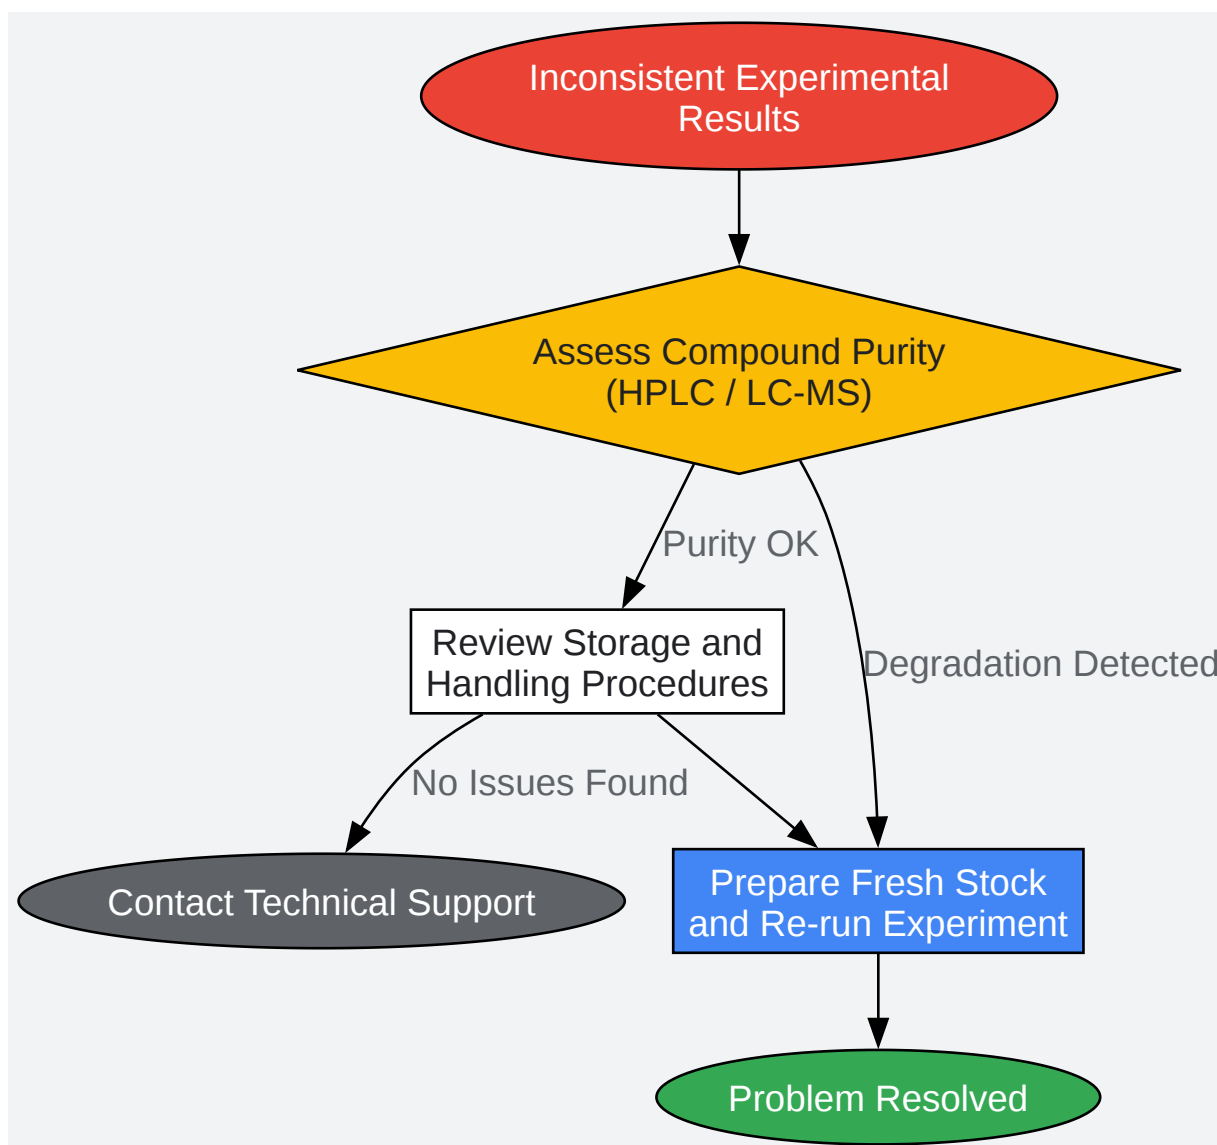 Inconsistent Experimental
Results
Assess Compound Purity
(HPLC / LC-MS)
Purity OK
Review Storage and
Handling Procedures
Degradation Detected
No Issues Found
Contact Technical Support
Prepare Fresh Stock
and Re-run Experiment
Problem Resolved